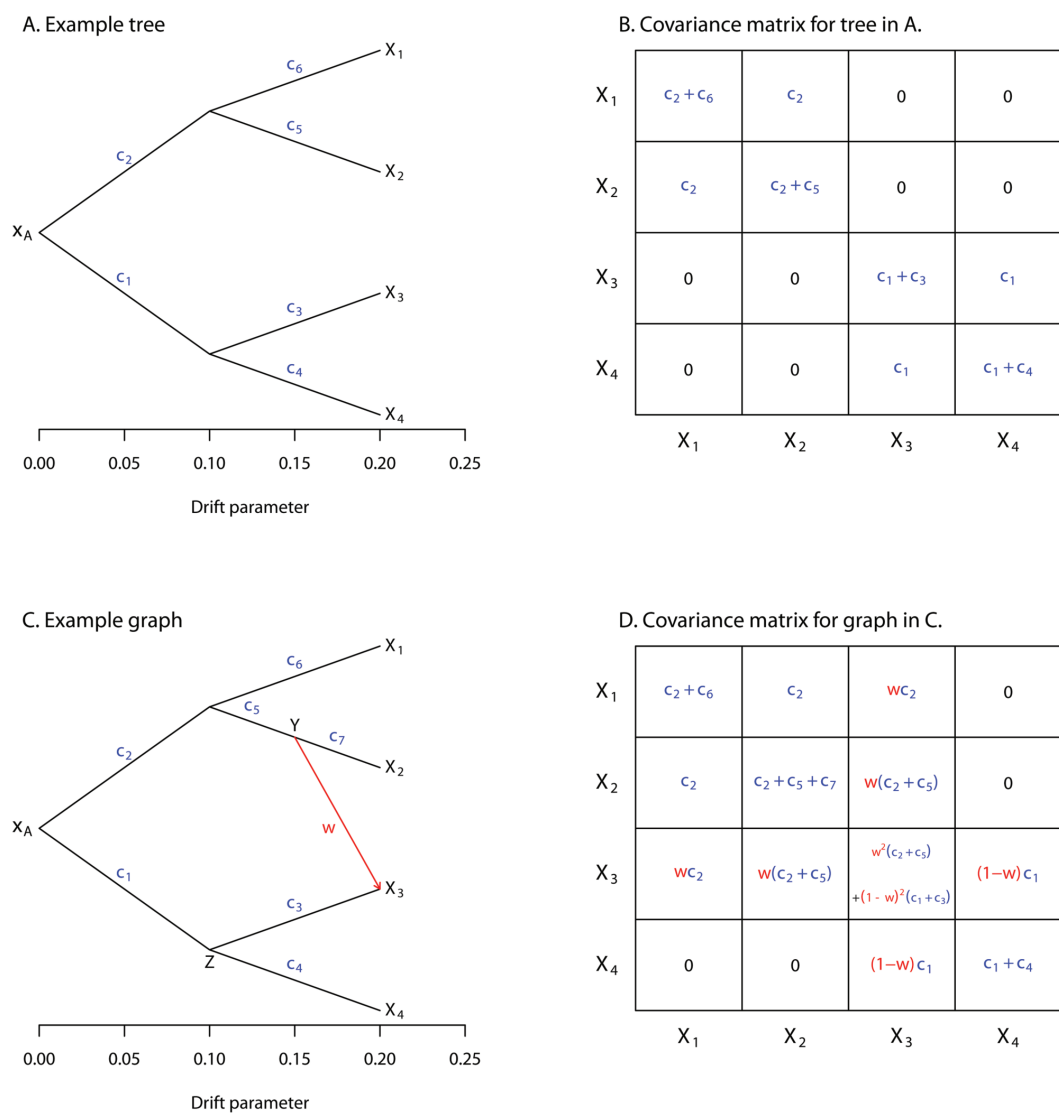 A. Example tree
B. Covariance matrix for tree in A.
X1
c6
c5
c2
X2
xA
c1
X3
c3
c4
X4
0.00 0.05 0.10 0.15 0.20 0.25
Drift parameter
X1 c2+c6 c2 0 0
X2 c2 c2+c5 0 0
X3 0 0 c1+c3 c1
X4 0 0 c1 c1+c4
X1 X2 X3 X4
C. Example graph
D. Covariance matrix for graph in C.
X1
c6
c5
Y
c7
c2
X2
xA
w
c1
X3
c3
Z
c4
X4
0.00 0.05 0.10 0.15 0.20 0.25
Drift parameter
X1 c2+c6 c2 wc2 0
X2 c2 c2+c5+c7 w(c2+c5) 0
X3 wc2 w(c2+c5) w²(c2+c5) (1−w)c1
+(1 - w)²(c1+c3)
X4 0 0 (1−w)c1 c1+c4
X1 X2 X3 X4